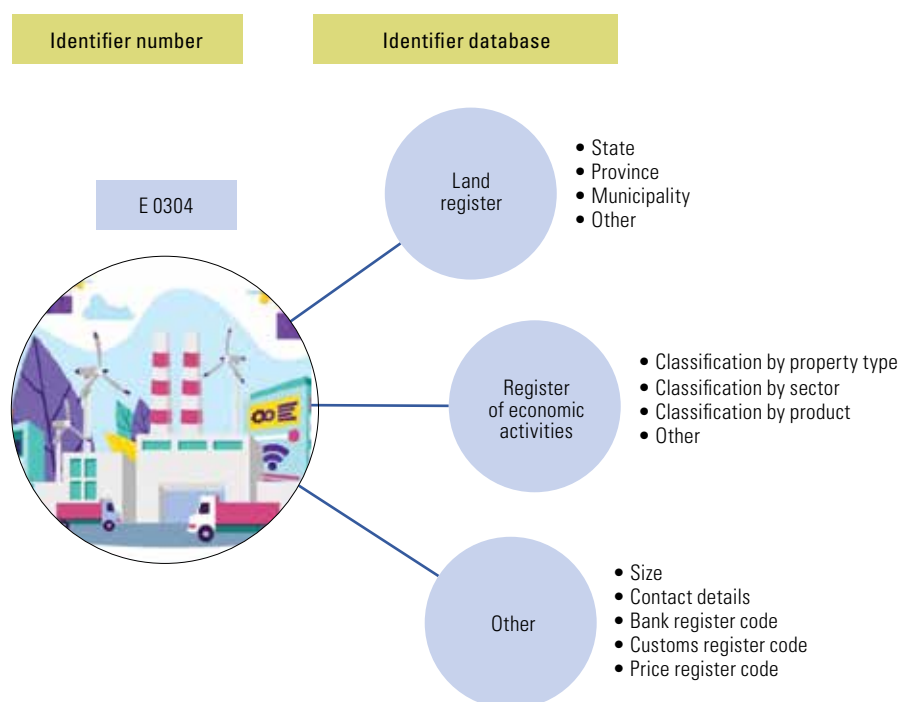 Identifier number
Identifier database
E 0304
Land
register
• State
• Province
• Municipality
• Other
Register
of economic
activities
• Classification by property type
• Classification by sector
• Classification by product
• Other
Other
• Size
• Contact details
• Bank register code
• Customs register code
• Price register code